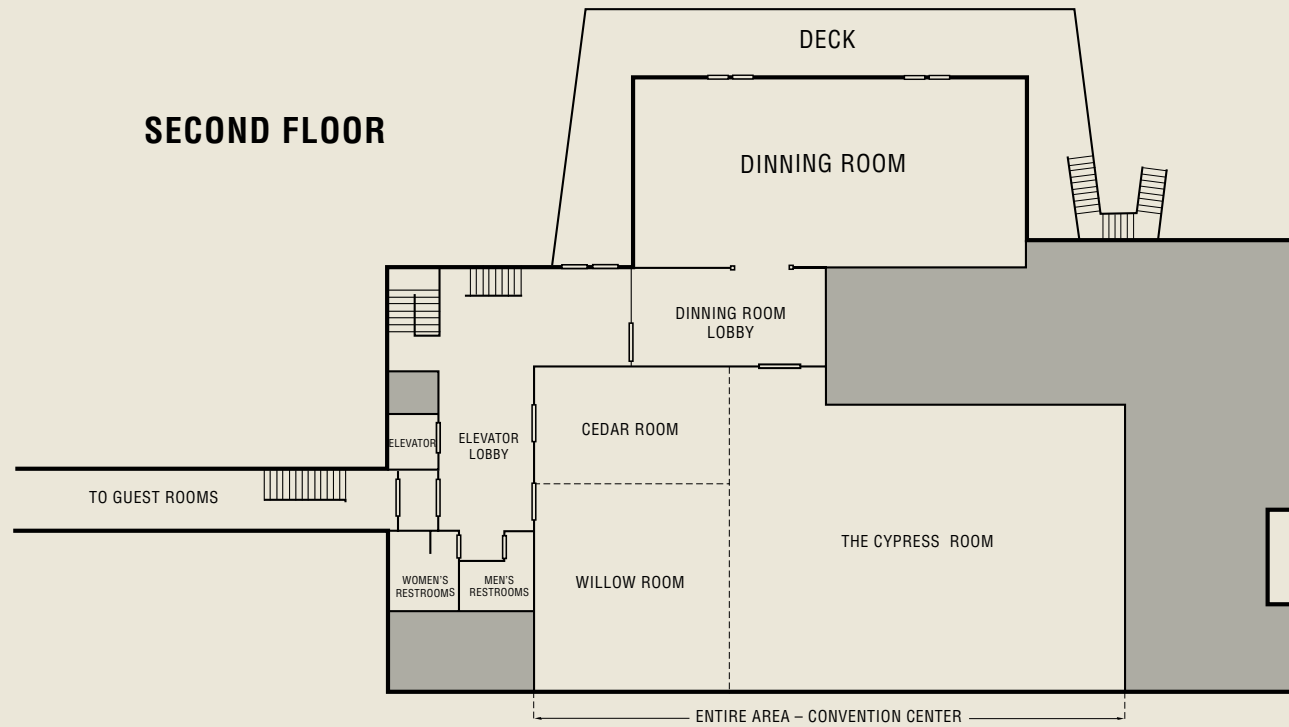 DECK
SECOND FLOOR
DINNING ROOM
DINNING ROOM
LOBBY
CEDAR ROOM
ELEVATOR
ELEVATOR
LOBBY
TO GUEST ROOMS
THE CYPRESS ROOM
WOMEN'S
RESTROOMS
MEN'S
RESTROOMS
WILLOW ROOM
ENTIRE AREA – CONVENTION CENTER